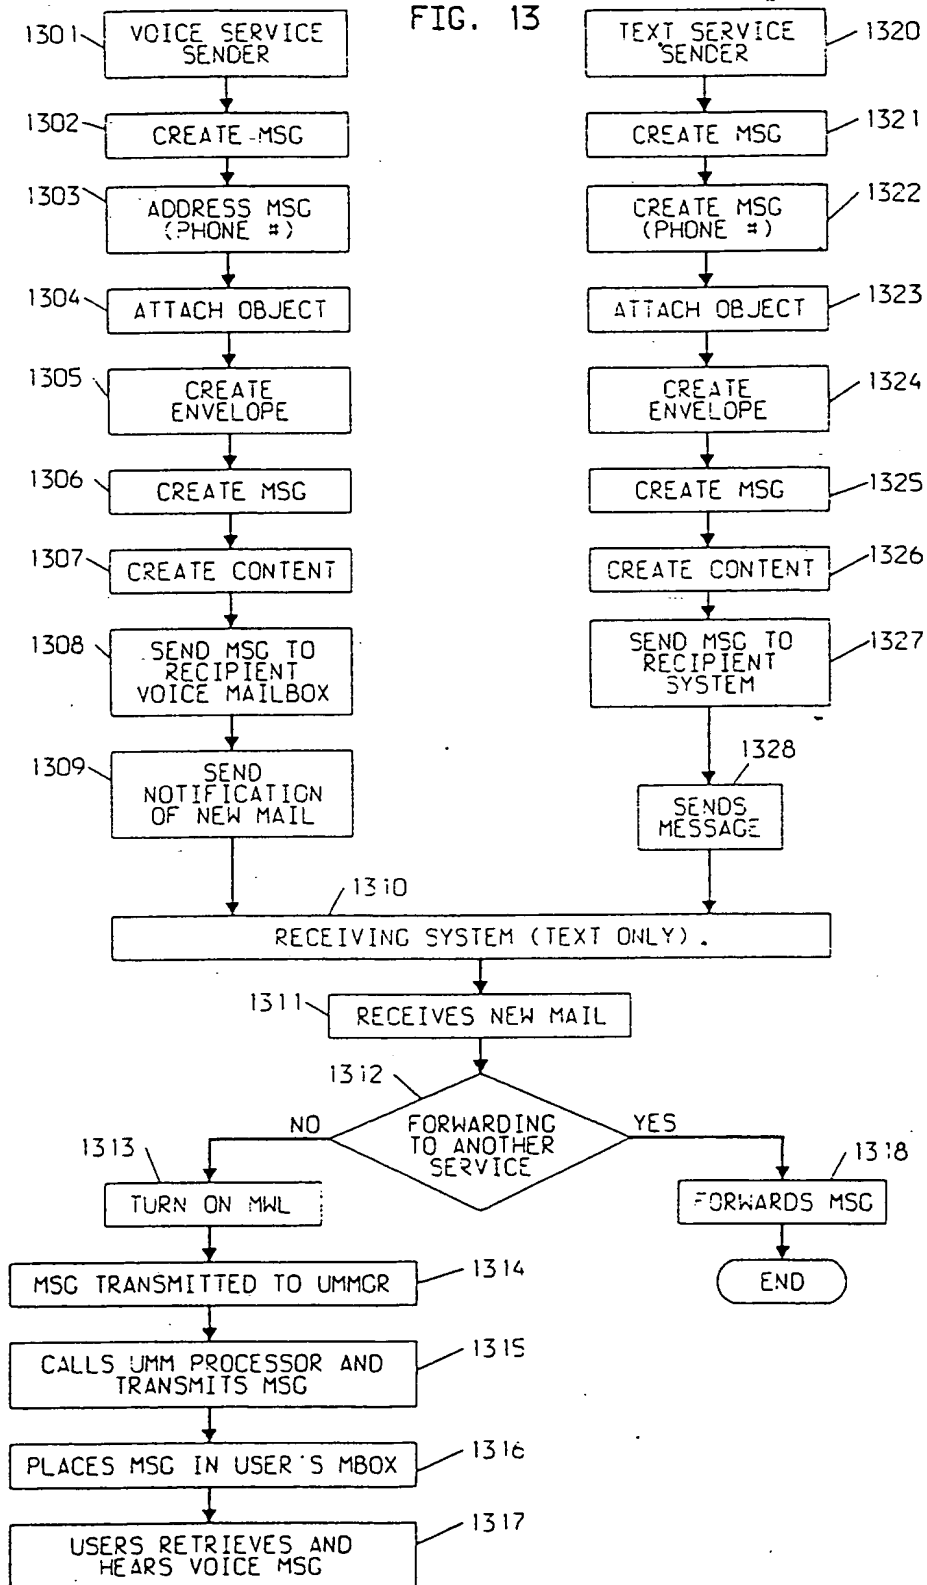 FIG. 13
1301
VOICE SERVICE
SENDER
1302
CREATE MSG
1303
ADDRESS MSG
(PHONE #)
1304
ATTACH OBJECT
1305
CREATE
ENVELOPE
1306
CREATE MSG
1307
CREATE CONTENT
1308
SEND MSG TO
RECIPIENT
VOICE MAILBOX
1309
SEND
NOTIFICATION
OF NEW MAIL
TEXT SERVICE
SENDER
1320
CREATE MSG
1321
CREATE MSG
(PHONE #)
1322
ATTACH OBJECT
1323
CREATE
ENVELOPE
1324
CREATE MSG
1325
CREATE CONTENT
1326
SEND MSG TO
RECIPIENT
SYSTEM
1327
1328
SENDS
MESSAGE
1310
RECEIVING SYSTEM (TEXT ONLY).
1311
RECEIVES NEW MAIL
1312
FORWARDING
TO ANOTHER
SERVICE
NO
YES
1313
TURN ON MWL
1318
FORWARDS MSG
END
MSG TRANSMITTED TO UMMGR
1314
CALLS UMM PROCESSOR AND
TRANSMITS MSG
1315
PLACES MSG IN USER'S MBOX
1316
USERS RETRIEVES AND
HEARS VOICE MSG
1317